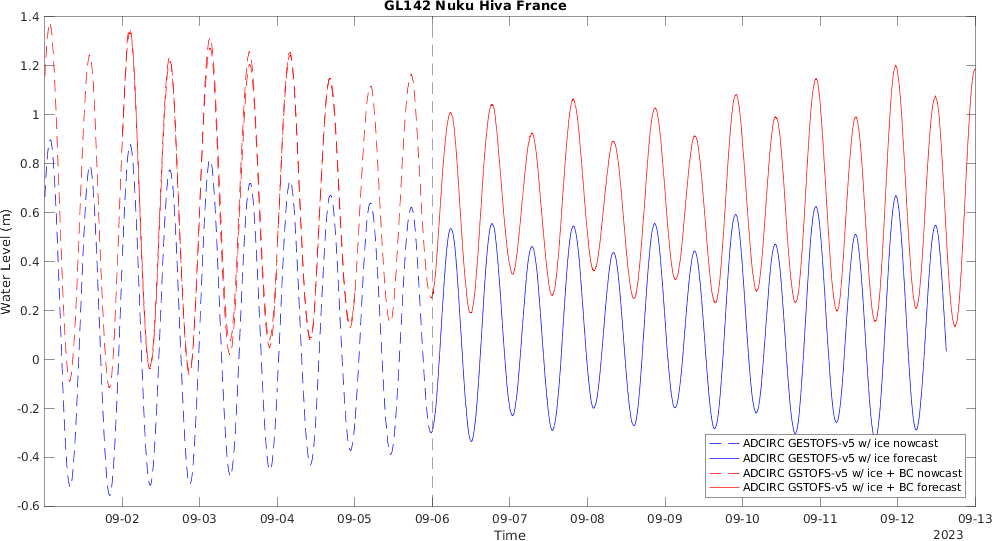 GL142 Nuku Hiva France
1.4
1.2
1
0.8
0.6
0.4
0.2
0
-0.2
-0.4
-0.6
Water Level (m)
ADCIRC GESTOFS-v5 w/ ice nowcast
ADCIRC GESTOFS-v5 w/ ice forecast
ADCIRC GSTOFS-v5 w/ ice + BC nowcast
ADCIRC GSTOFS-v5 w/ ice + BC forecast
09-02 09-03 09-04 09-05 09-06 09-07 09-08 09-09 09-10 09-11 09-12 09-13
Time
2023